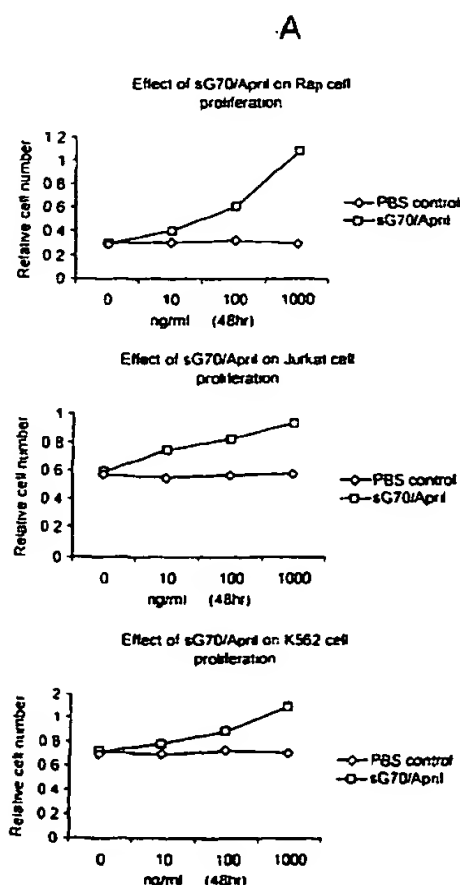 A
Effect of sG70/April on Rap cell
proliferation
Relative cell number
1 2
1
0 8
0 6
0 4
0 2
0
0 10 100 1000
ng/ml (48hr)
PBS control
sG70/April
Effect of sG70/April on Jurkat cell
proliferation
Relative cell number
1
0 8
0 6
0 4
0 2
0
0 10 100 1000
ng/ml (48hr)
PBS control
sG70/April
Effect of sG70/April on K562 cell
proliferation
Relative cell number
2
1
0 8
0 6
0 4
0 2
0
0 10 100 1000
ng/ml (48hr)
PBS control
sG70/April